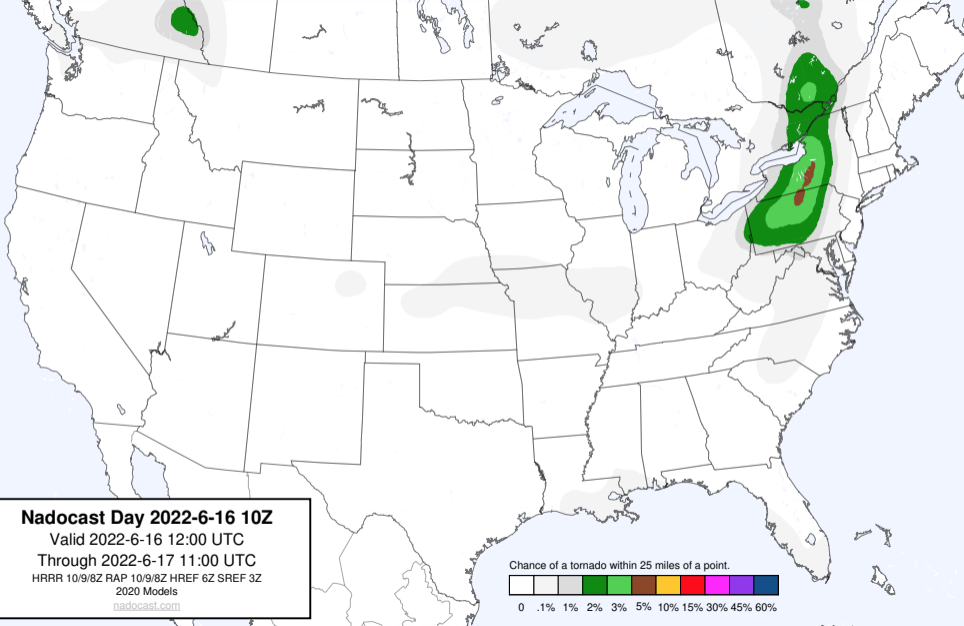 Nadocast Day 2022-6-16 10Z
Valid 2022-6-16 12:00 UTC
Through 2022-6-17 11:00 UTC
HRRR 10/9/8Z RAP 10/9/8Z HREF 6Z SREF 3Z
2020 Models
nadocast.com
Chance of a tornado within 25 miles of a point.
0 .1% 1% 2% 3% 5% 10% 15% 30% 45% 60%